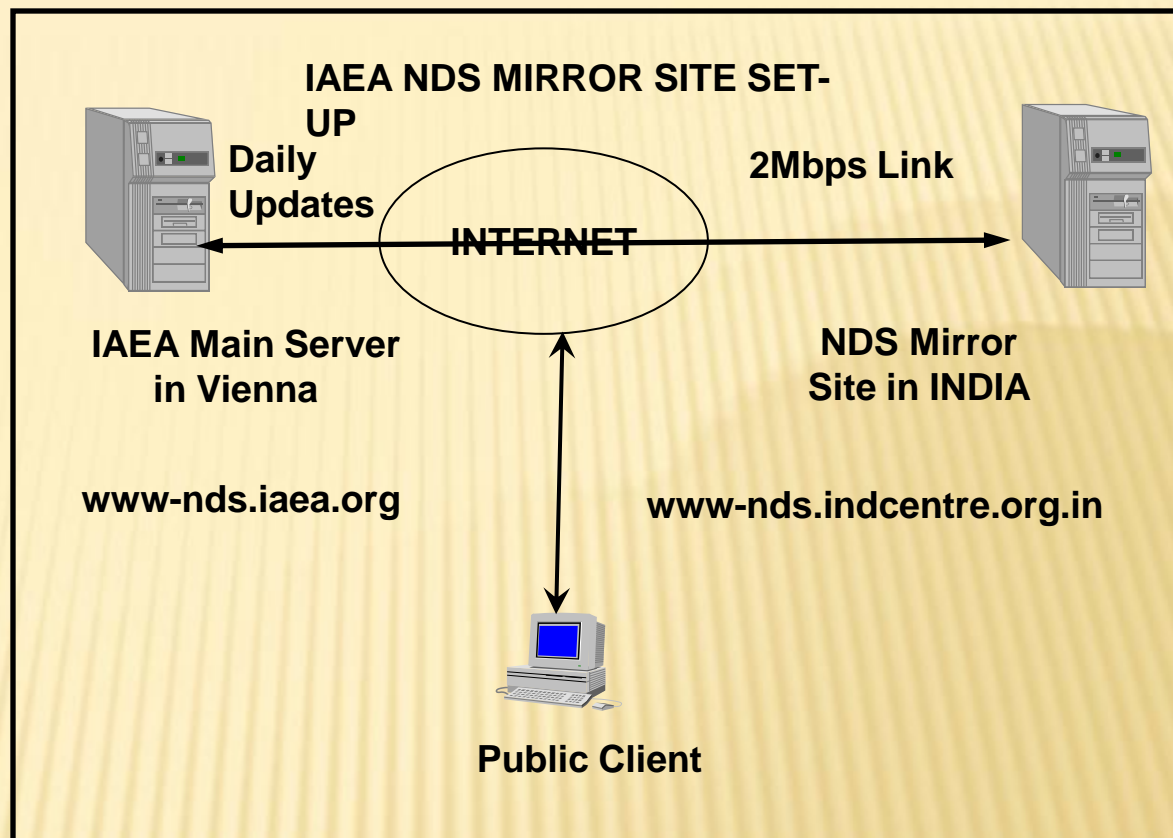 IAEA NDS MIRROR SITE SET-
UP
Daily
Updates
2Mbps Link
INTERNET
IAEA Main Server
in Vienna
NDS Mirror
Site in INDIA
www-nds.iaea.org
www-nds.indcentre.org.in
Public Client